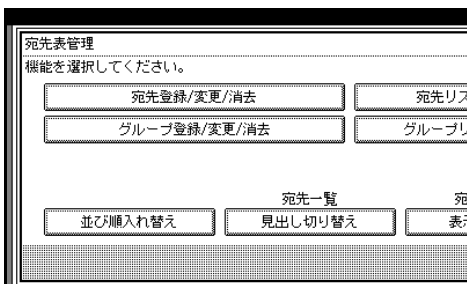 宛先表管理
機能を選択してください。
宛先登録/変更/消去 宛先リス
グループ登録/変更/消去 グループリ
宛先一覧 宛
並び順入れ替え 見出し切り替え 表示